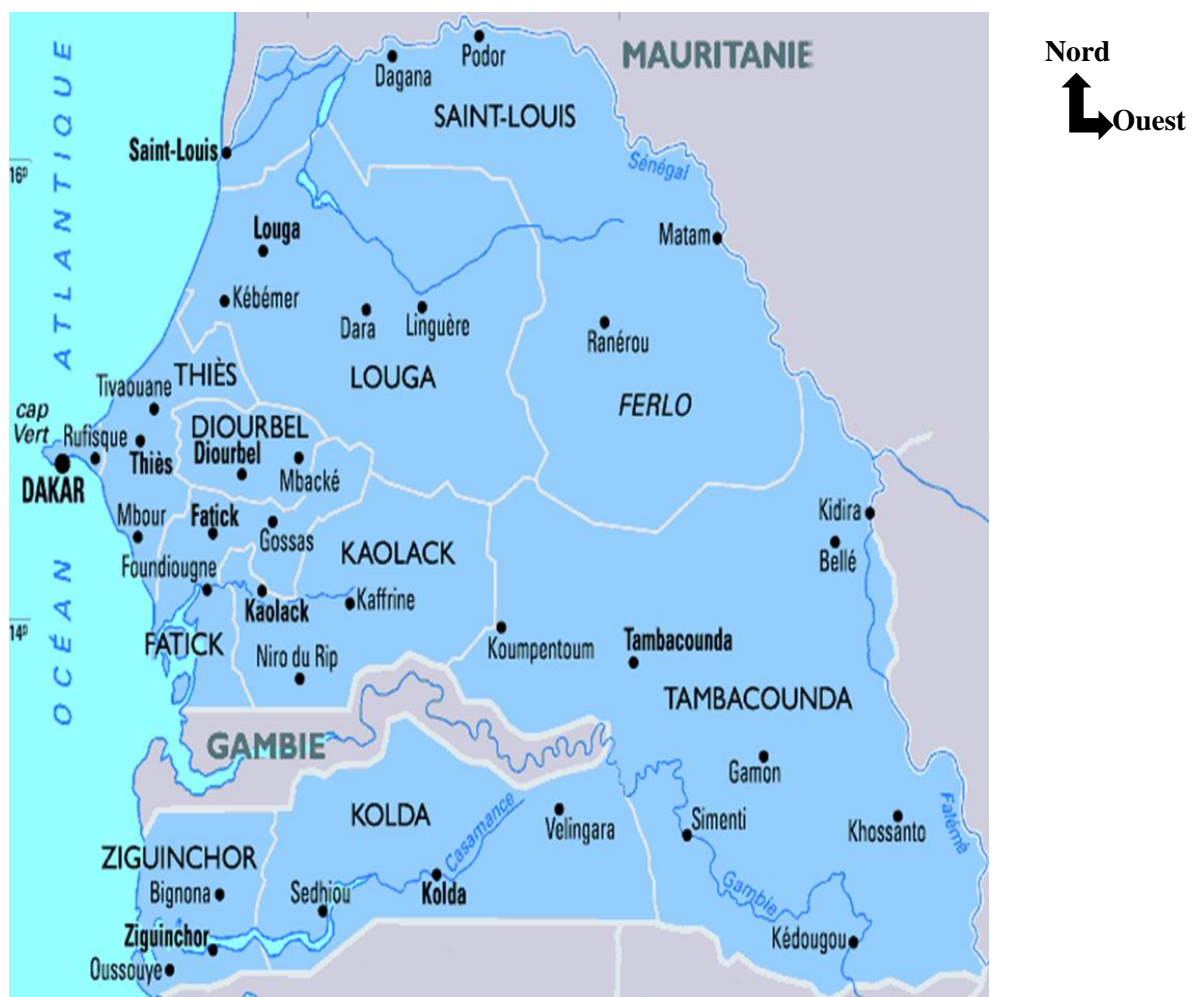 Nord
Ouest
MAURITANIE
Podor
Dagana
SAINT-LOUIS
Saint-Louis
16º
Sénégal
OCÉAN ATLANTIQUE
Louga
Matam
Kébémer
Dara
Linguère
Ranérou
THIÈS
LOUGA
Tivaouane
FERLO
cap
Vert
Rufisque
DIOURBEL
Diourbel
Thiès
Mbacké
DAKAR
Mbour
Fatick
Gossas
Kidira
KAOLACK
Bellé
Foundiougne
Kaolack
Kaffrine
14º
FATICK
Niro du Rip
Koumpentoum
Tambacounda
TAMBACOUNDA
GAMBIE
Gamon
KOLDA
Casamance
Velingara
Simenti
Khossanto
Falémé
ZIGUINCHOR
Bignona
Sedhiou
Kolda
Gambie
Ziguinchor
Kédougou
Oussouye